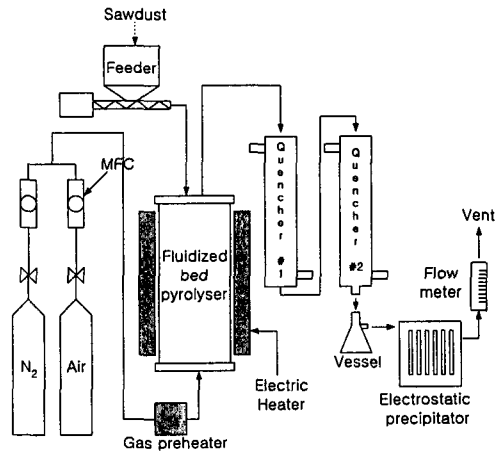 Sawdust
Feeder
MFC
Fluidized
bed
pyrolyser
Quencher #1
Quencher #2
Vent
Flow
meter
N2
Air
Vessel
Electric
Heater
Electrostatic
precipitator
Gas preheater